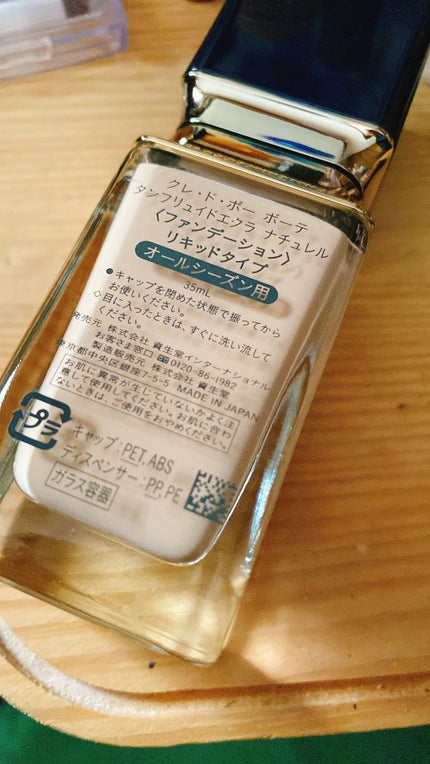 クレ・ド・ポー ボーテ
タンフリュイドエクラ ナチュレル
〈ファンデーション〉
リキッドタイプ
オールシーズン用
35mL
●キャップを閉めた状態で振ってから
お使いください。
◇目に入ったときは、すぐに洗い流して
ください。
発売元 株式会社 資生堂インターナショナル
お客さま窓口 ☎0120-86-1982
製造販売元 株式会社 資生堂
東京都中央区銀座7-5-5 MADE IN JAPAN
お肌に異常が生じていないかよく注
意して使用してください。お肌に合わ
ないときは、ご使用をおやめください。
プラ
キャップ:PET, ABS
ディスペンサー:PP, PE
ガラス容器